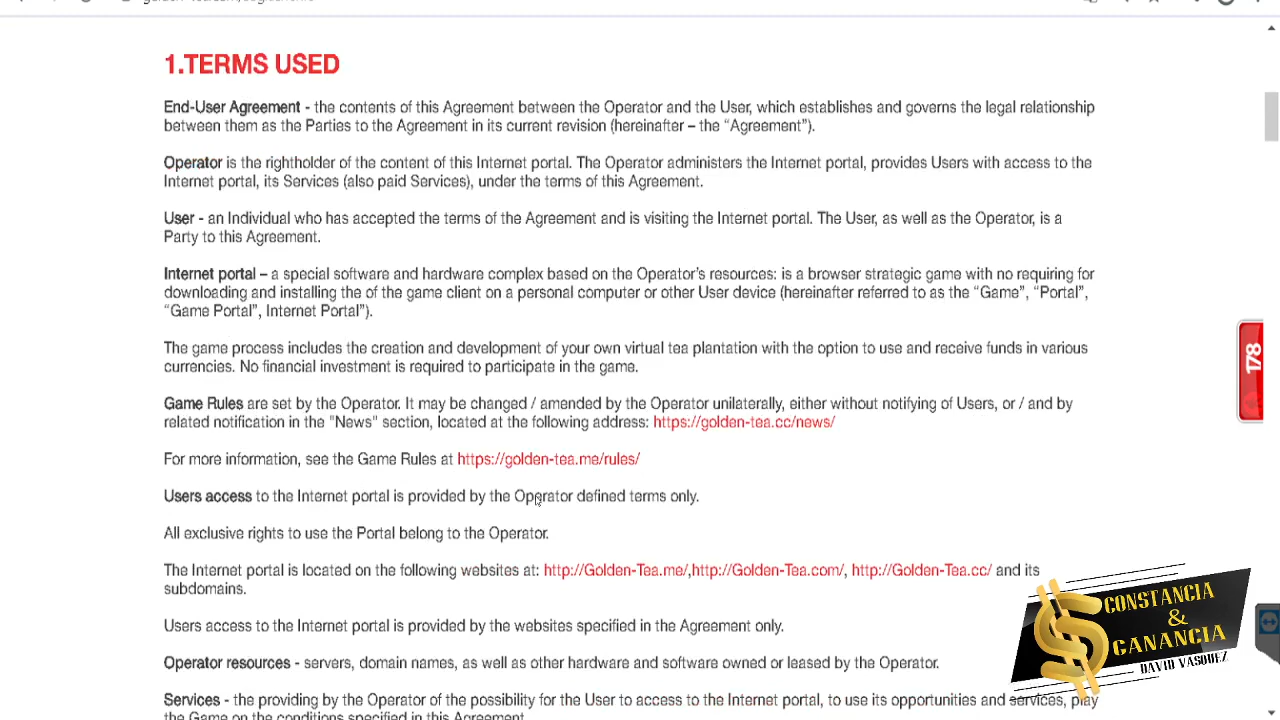 1.TERMS USED
End-User Agreement - the contents of this Agreement between the Operator and the User, which establishes and governs the legal relationship
between them as the Parties to the Agreement in its current revision (hereinafter – the “Agreement”).
Operator is the rightholder of the content of this Internet portal. The Operator administers the Internet portal, provides Users with access to the
Internet portal, its Services (also paid Services), under the terms of this Agreement.
User - an Individual who has accepted the terms of the Agreement and is visiting the Internet portal. The User, as well as the Operator, is a
Party to this Agreement.
Internet portal – a special software and hardware complex based on the Operator’s resources: is a browser strategic game with no requiring for
downloading and installing the of the game client on a personal computer or other User device (hereinafter referred to as the “Game”, “Portal”,
“Game Portal”, Internet Portal”).
The game process includes the creation and development of your own virtual tea plantation with the option to use and receive funds in various
currencies. No financial investment is required to participate in the game.
Game Rules are set by the Operator. It may be changed / amended by the Operator unilaterally, either without notifying of Users, or / and by
related notification in the "News" section, located at the following address: https://golden-tea.cc/news/
For more information, see the Game Rules at https://golden-tea.me/rules/
Users access to the Internet portal is provided by the Operator defined terms only.
All exclusive rights to use the Portal belong to the Operator.
The Internet portal is located on the following websites at: http://Golden-Tea.me/,http://Golden-Tea.com/, http://Golden-Tea.cc/ and its
subdomains.
Users access to the Internet portal is provided by the websites specified in the Agreement only.
Operator resources - servers, domain names, as well as other hardware and software owned or leased by the Operator.
Services - the providing by the Operator of the possibility for the User to access to the Internet portal, to use its opportunities and services, play
the Game on the conditions specified in this Agreement.
178
CONSTANCIA
&
GANANCIA
DAVID VASQUEZ